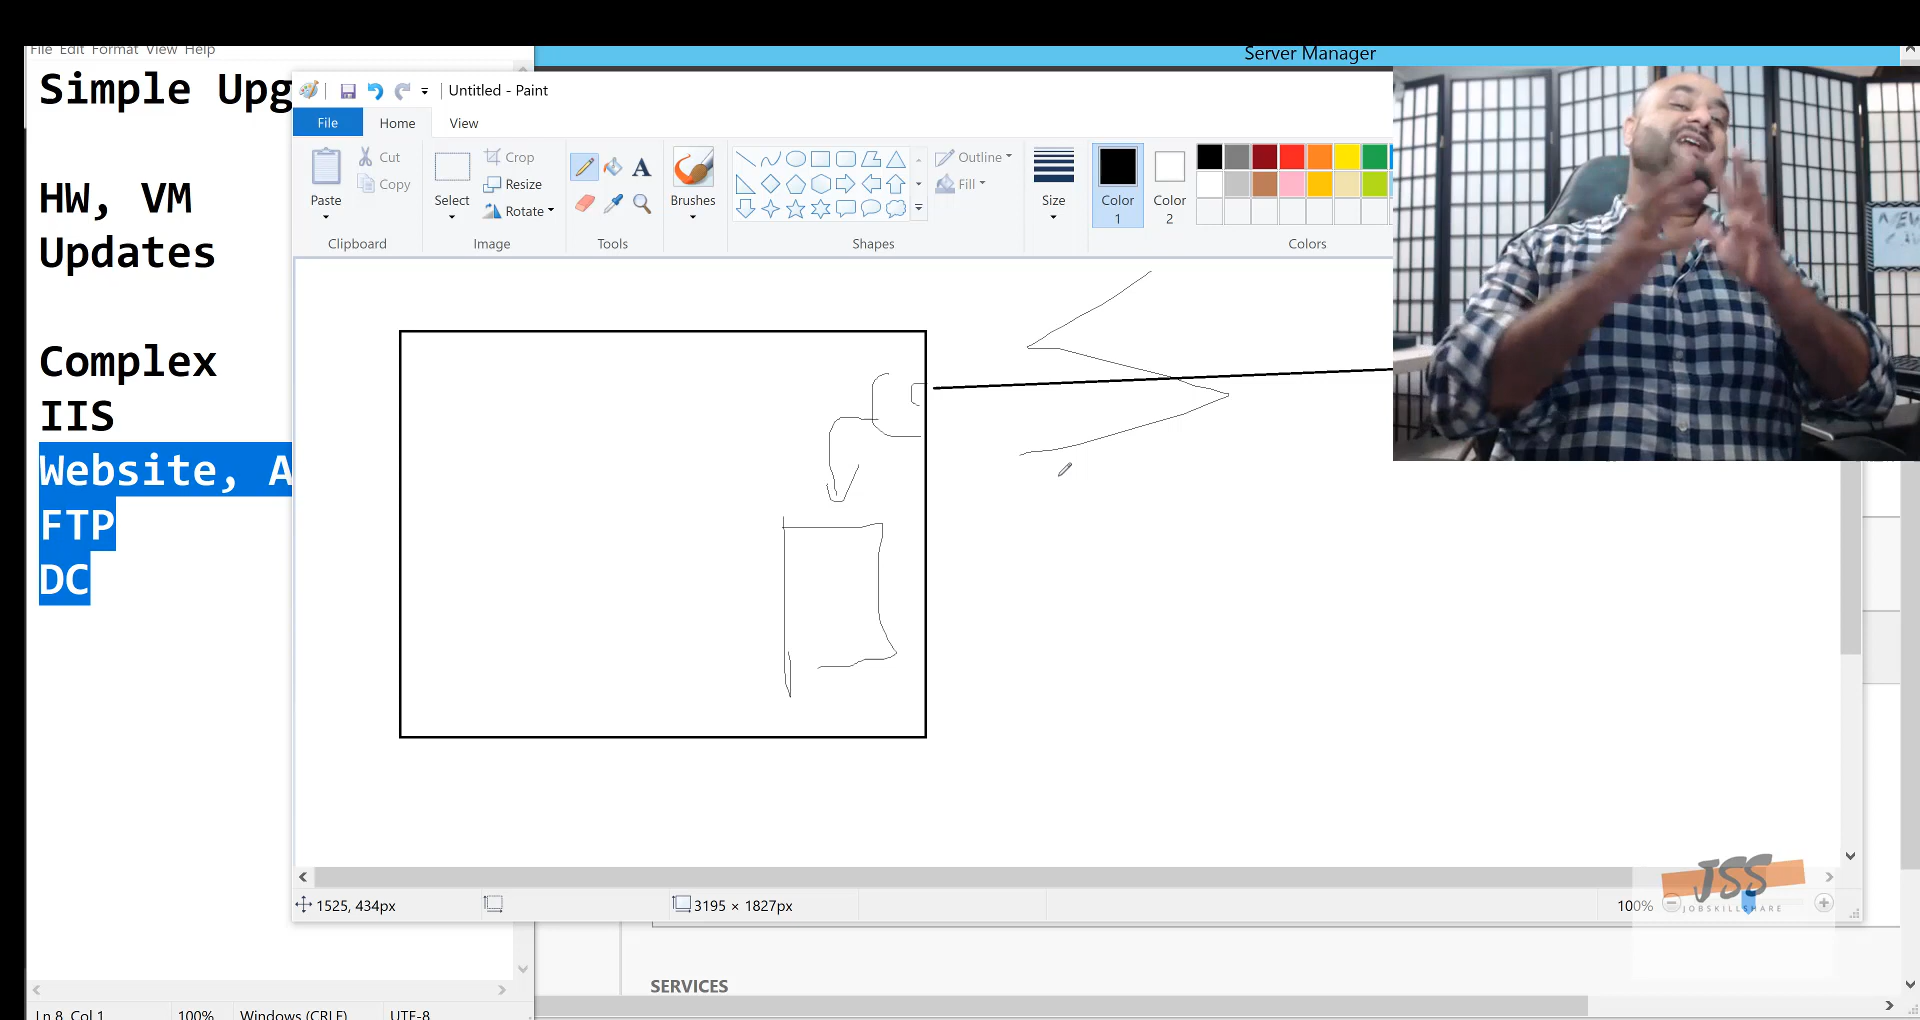 Server Manager
File Edit Format View Help
Simple Upg
HW, VM
Updates
Complex
IIS
Website, A
FTP
DC
Untitled - Paint
File Home View
Paste
Cut
Copy
Clipboard
Select
Crop
Resize
Rotate
Image
Tools
Brushes
Shapes
Outline
Fill
Size
Color 1
Color 2
Colors
NEW
1525, 434px
3195 × 1827px
100%
JSS
JOBSKILLSHARE
SERVICES
Ln 8, Col 1 100% Windows (CRLF) UTF-8